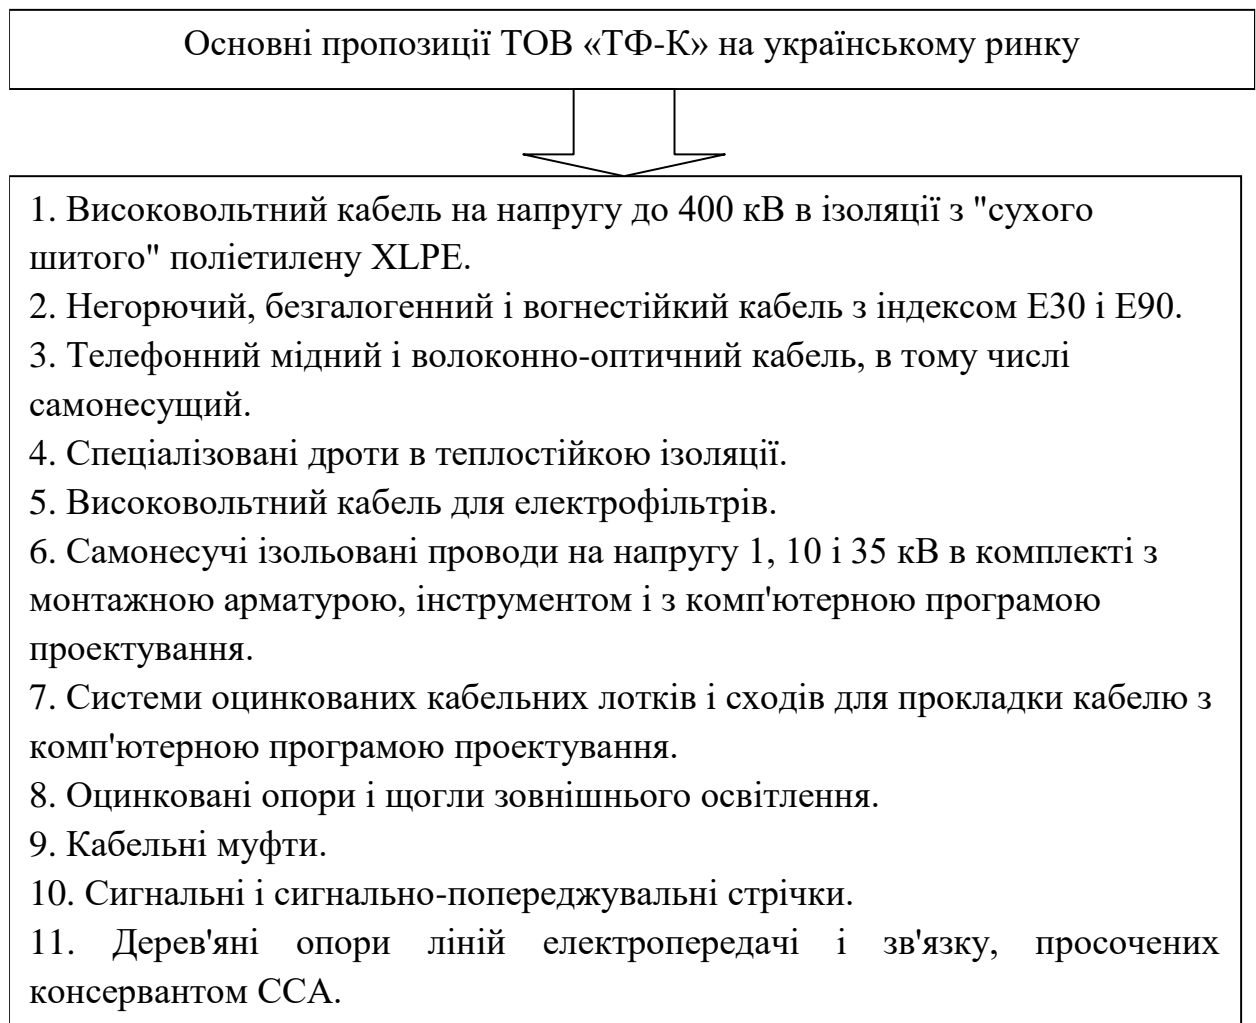 Основні пропозиції ТОВ «ТФ-К» на українському ринку
1. Високовольтний кабель на напругу до 400 кВ в ізоляції з "сухого
шитого" поліетилену XLPE.
2. Негорючий, безгалогенний і вогнестійкий кабель з індексом Е30 і Е90.
3. Телефонний мідний і волоконно-оптичний кабель, в тому числі
самонесущий.
4. Спеціалізовані дроти в теплостійкою ізоляції.
5. Високовольтний кабель для електрофільтрів.
6. Самонесучі ізольовані проводи на напругу 1, 10 і 35 кВ в комплекті з
монтажною арматурою, інструментом і з комп'ютерною програмою
проектування.
7. Системи оцинкованих кабельних лотків і сходів для прокладки кабелю з
комп'ютерною програмою проектування.
8. Оцинковані опори і щогли зовнішнього освітлення.
9. Кабельні муфти.
10. Сигнальні і сигнально-попереджувальні стрічки.
11. Дерев'яні опори ліній електропередачі і зв'язку, просочених
консервантом ССА.